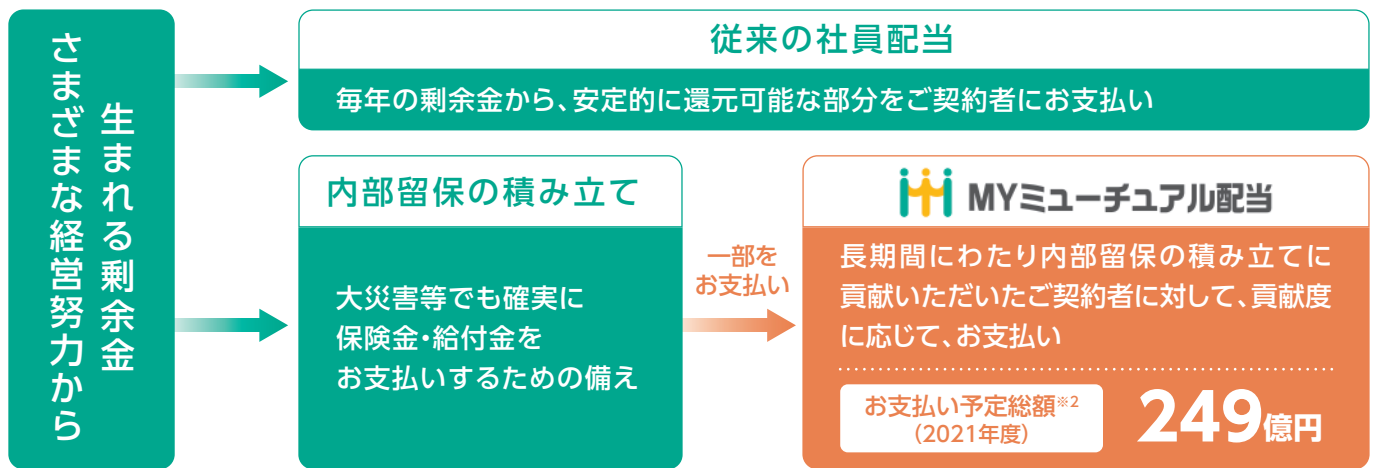 さまざまな経営努力から
生まれる剰余金
従来の社員配当
毎年の剰余金から、安定的に還元可能な部分をご契約者にお支払い
内部留保の積み立て
大災害等でも確実に
保険金・給付金を
お支払いするための備え
一部を
お支払い
MYミューチュアル配当
長期間にわたり内部留保の積み立てに
貢献いただいたご契約者に対して、貢献度
に応じて、お支払い
お支払い予定総額※2
（2021年度）
249億円